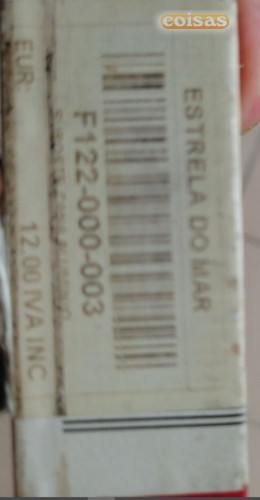 coisas
ESTRELA DO MAR
F122-000-003
EUR: 12.00 IVA INC